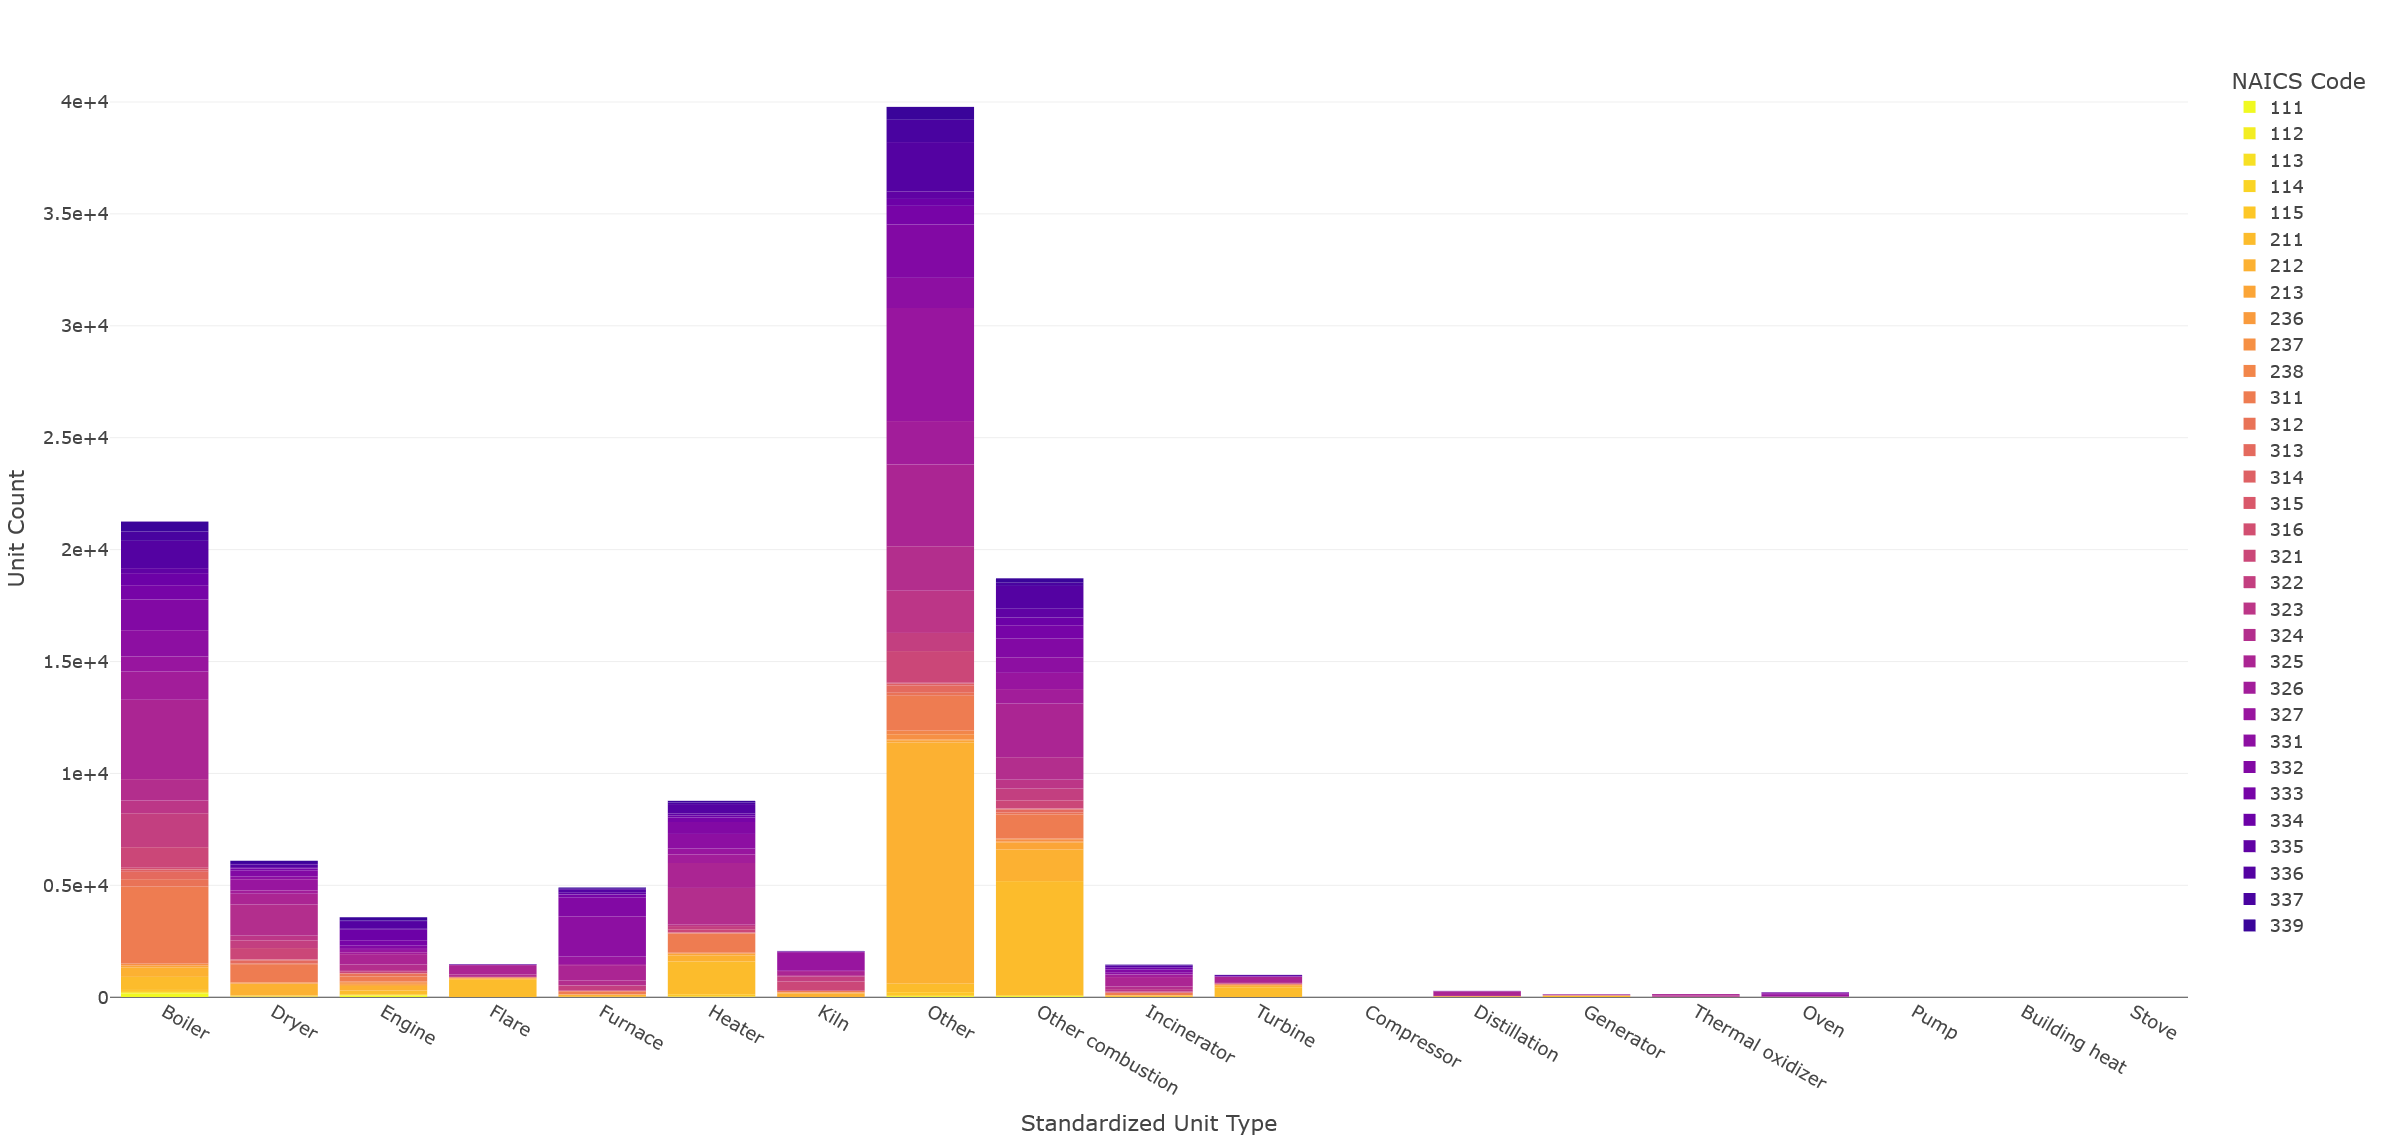 NAICS Code
111
112
113
114
115
211
212
213
236
237
238
311
312
313
314
315
316
321
322
323
324
325
326
327
331
332
333
334
335
336
337
339
Unit Count
4e+4
3.5e+4
3e+4
2.5e+4
2e+4
1.5e+4
1e+4
0.5e+4
0
Boiler
Dryer
Engine
Flare
Furnace
Heater
Kiln
Other
Other combustion
Incinerator
Turbine
Compressor
Distillation
Generator
Thermal oxidizer
Oven
Pump
Building heat
Stove
Standardized Unit Type